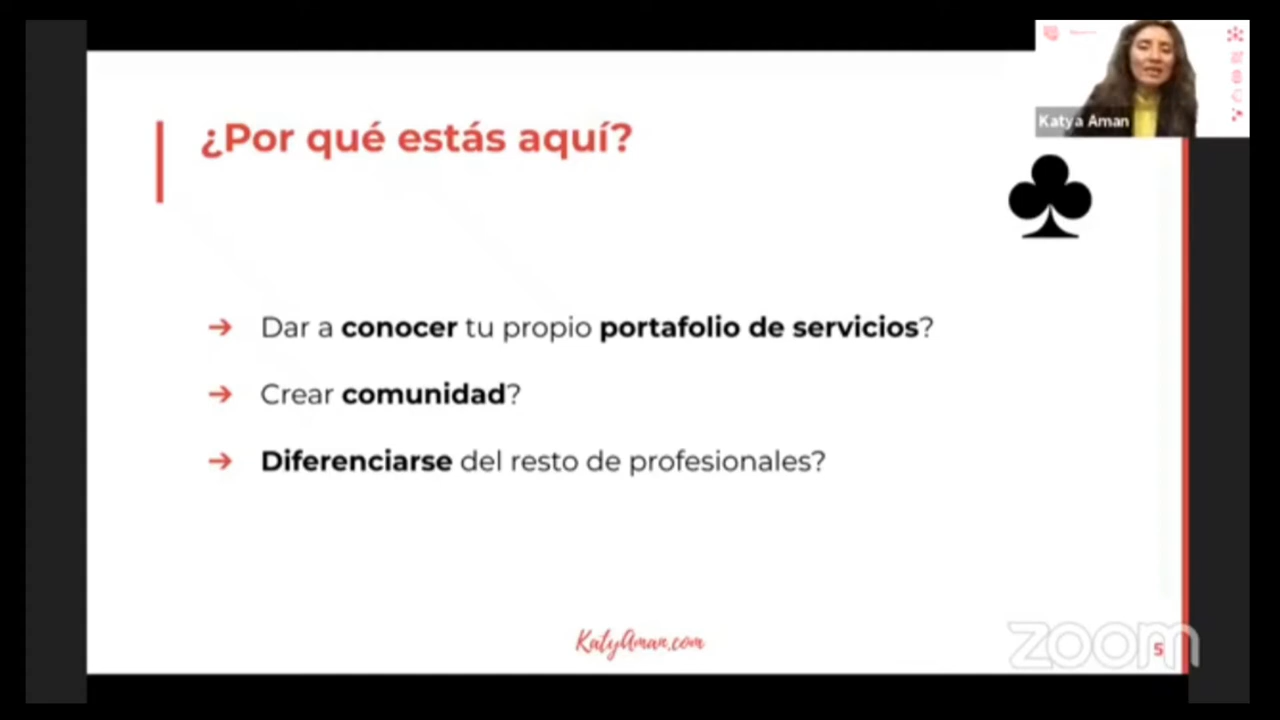 ¿Por qué estás aquí?
Katya Aman
➔ Dar a conocer tu propio portafolio de servicios?
➔ Crear comunidad?
➔ Diferenciarse del resto de profesionales?
KatyAman.com
zoom
5